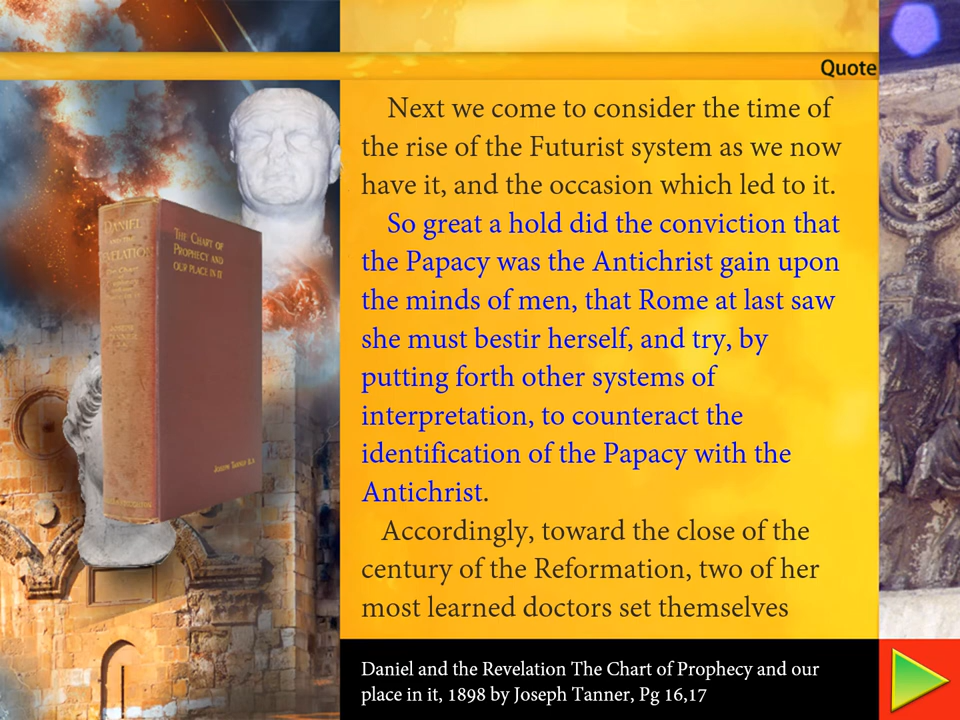 Quote
Next we come to consider the time of
the rise of the Futurist system as we now
have it, and the occasion which led to it.
So great a hold did the conviction that
the Papacy was the Antichrist gain upon
the minds of men, that Rome at last saw
she must bestir herself, and try, by
putting forth other systems of
interpretation, to counteract the
identification of the Papacy with the
Antichrist.
Accordingly, toward the close of the
century of the Reformation, two of her
most learned doctors set themselves
DANIEL
AND THE
REVELATION
THE CHART OF
PROPHECY AND
OUR PLACE IN IT
JOSEPH TANNER B.A
Daniel and the Revelation The Chart of Prophecy and our
place in it, 1898 by Joseph Tanner, Pg 16,17